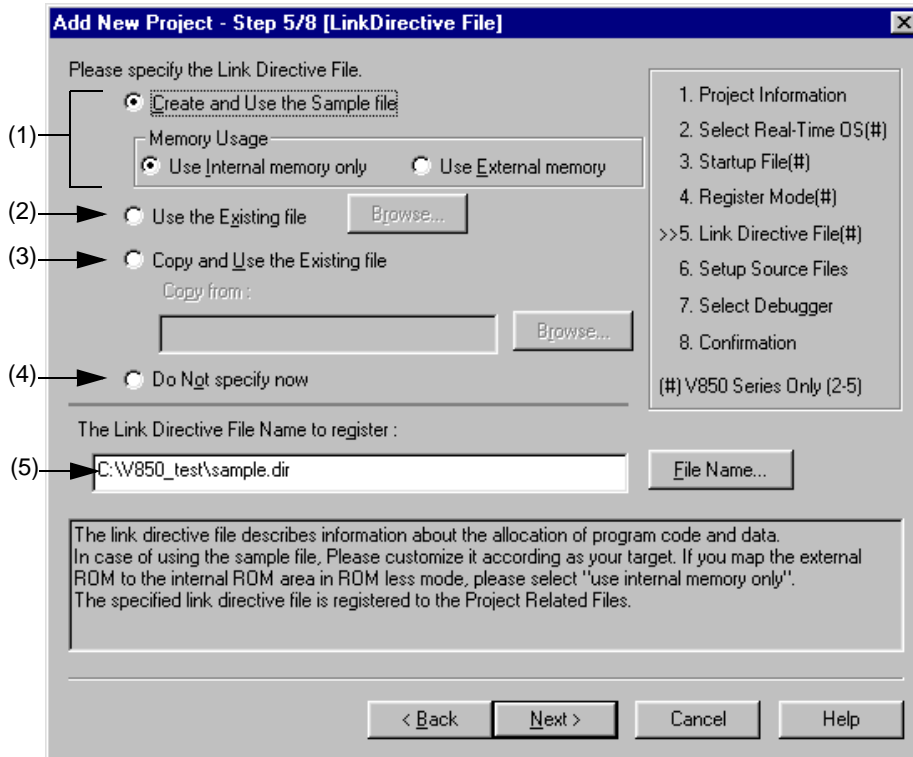 Add New Project - Step 5/8 [LinkDirective File]
Please specify the Link Directive File.
(1)
Create and Use the Sample file
Memory Usage
Use Internal memory only
Use External memory
(2)
Use the Existing file
Browse...
(3)
Copy and Use the Existing file
Copy from :
Browse...
(4)
Do Not specify now
1. Project Information
2. Select Real-Time OS(#)
3. Startup File(#)
4. Register Mode(#)
>>5. Link Directive File(#)
6. Setup Source Files
7. Select Debugger
8. Confirmation
(#) V850 Series Only (2-5)
The Link Directive File Name to register :
(5)
C:\V850_test\sample.dir
File Name...
The link directive file describes information about the allocation of program code and data.
In case of using the sample file, Please customize it according as your target. If you map the external
ROM to the internal ROM area in ROM less mode, please select "use internal memory only".
The specified link directive file is registered to the Project Related Files.
< Back
Next >
Cancel
Help